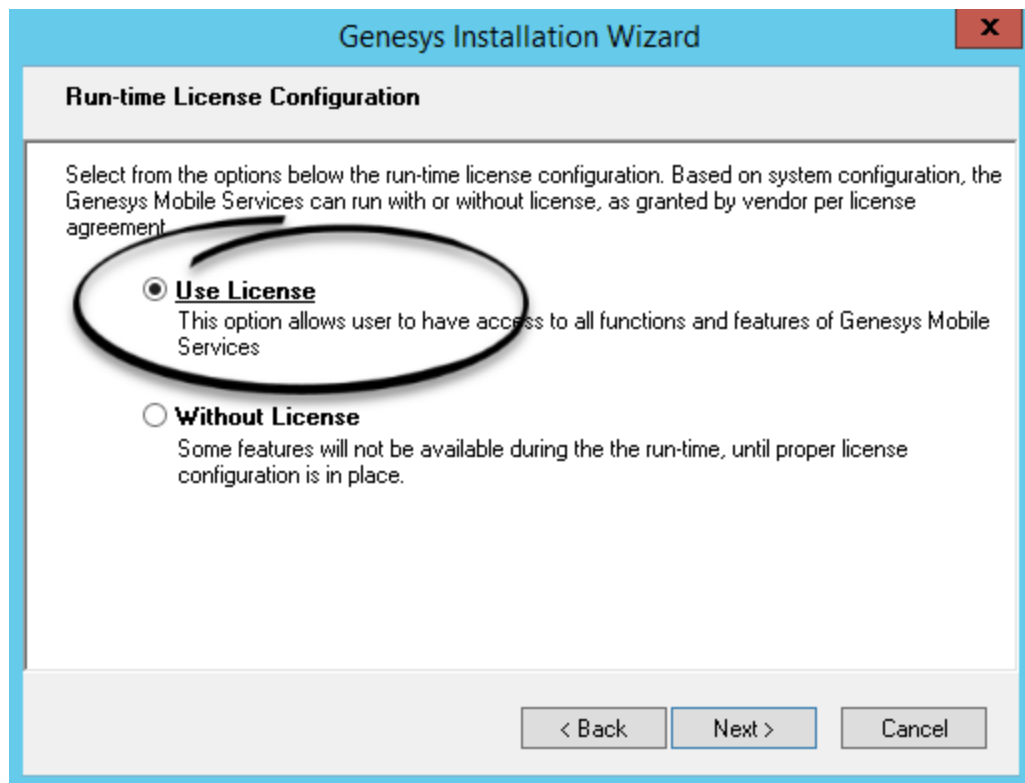 Genesys Installation Wizard
x
Run-time License Configuration
Select from the options below the run-time license configuration. Based on system configuration, the
Genesys Mobile Services can run with or without license, as granted by vendor per license
agreement.
Use License
This option allows user to have access to all functions and features of Genesys Mobile
Services
Without License
Some features will not be available during the the run-time, until proper license
configuration is in place.
< Back
Next >
Cancel